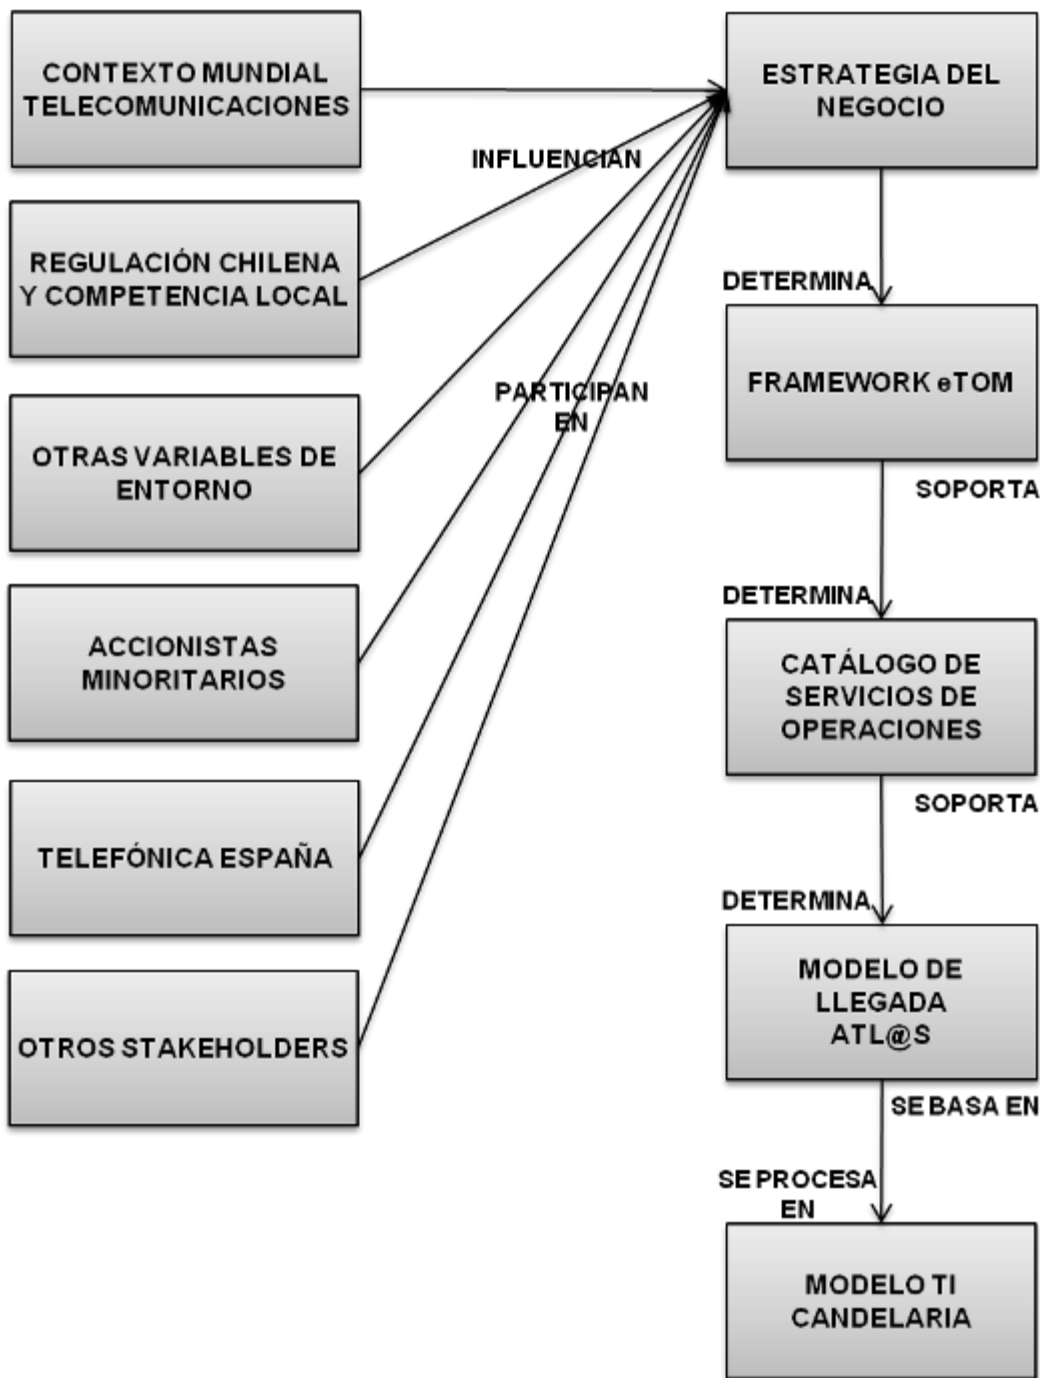 CONTEXTO MUNDIAL
TELECOMUNICACIONES
ESTRATEGIA DEL
NEGOCIO
INFLUENCIAN
REGULACIÓN CHILENA
Y COMPETENCIA LOCAL
DETERMINA
FRAMEWORK eTOM
PARTICIPAN
EN
OTRAS VARIABLES DE
ENTORNO
SOPORTA
DETERMINA
ACCIONISTAS
MINORITARIOS
CATÁLOGO DE
SERVICIOS DE
OPERACIONES
SOPORTA
TELEFÓNICA ESPAÑA
DETERMINA
MODELO DE
LLEGADA
ATL@S
OTROS STAKEHOLDERS
SE BASA EN
SE PROCESA
EN
MODELO TI
CANDELARIA